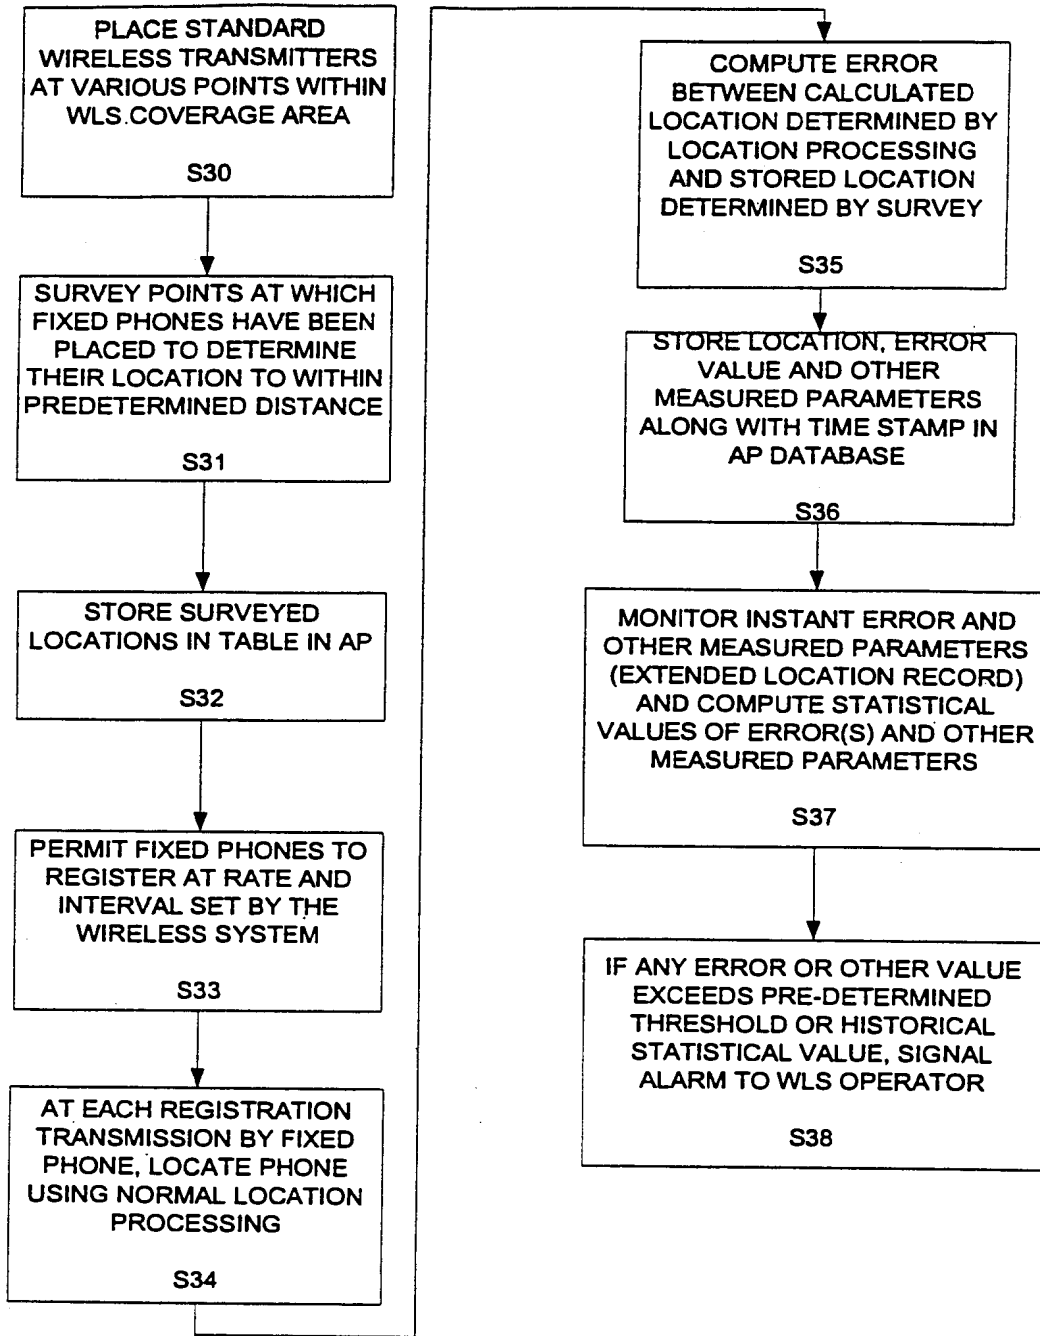 PLACE STANDARD
WIRELESS TRANSMITTERS
AT VARIOUS POINTS WITHIN
WLS.COVERAGE AREA
S30
SURVEY POINTS AT WHICH
FIXED PHONES HAVE BEEN
PLACED TO DETERMINE
THEIR LOCATION TO WITHIN
PREDETERMINED DISTANCE
S31
STORE SURVEYED
LOCATIONS IN TABLE IN AP
S32
PERMIT FIXED PHONES TO
REGISTER AT RATE AND
INTERVAL SET BY THE
WIRELESS SYSTEM
S33
AT EACH REGISTRATION
TRANSMISSION BY FIXED
PHONE, LOCATE PHONE
USING NORMAL LOCATION
PROCESSING
S34
COMPUTE ERROR
BETWEEN CALCULATED
LOCATION DETERMINED BY
LOCATION PROCESSING
AND STORED LOCATION
DETERMINED BY SURVEY
S35
STORE LOCATION, ERROR
VALUE AND OTHER
MEASURED PARAMETERS
ALONG WITH TIME STAMP IN
AP DATABASE
S36
MONITOR INSTANT ERROR AND
OTHER MEASURED PARAMETERS
(EXTENDED LOCATION RECORD)
AND COMPUTE STATISTICAL
VALUES OF ERROR(S) AND OTHER
MEASURED PARAMETERS
S37
IF ANY ERROR OR OTHER VALUE
EXCEEDS PRE-DETERMINED
THRESHOLD OR HISTORICAL
STATISTICAL VALUE, SIGNAL
ALARM TO WLS OPERATOR
S38